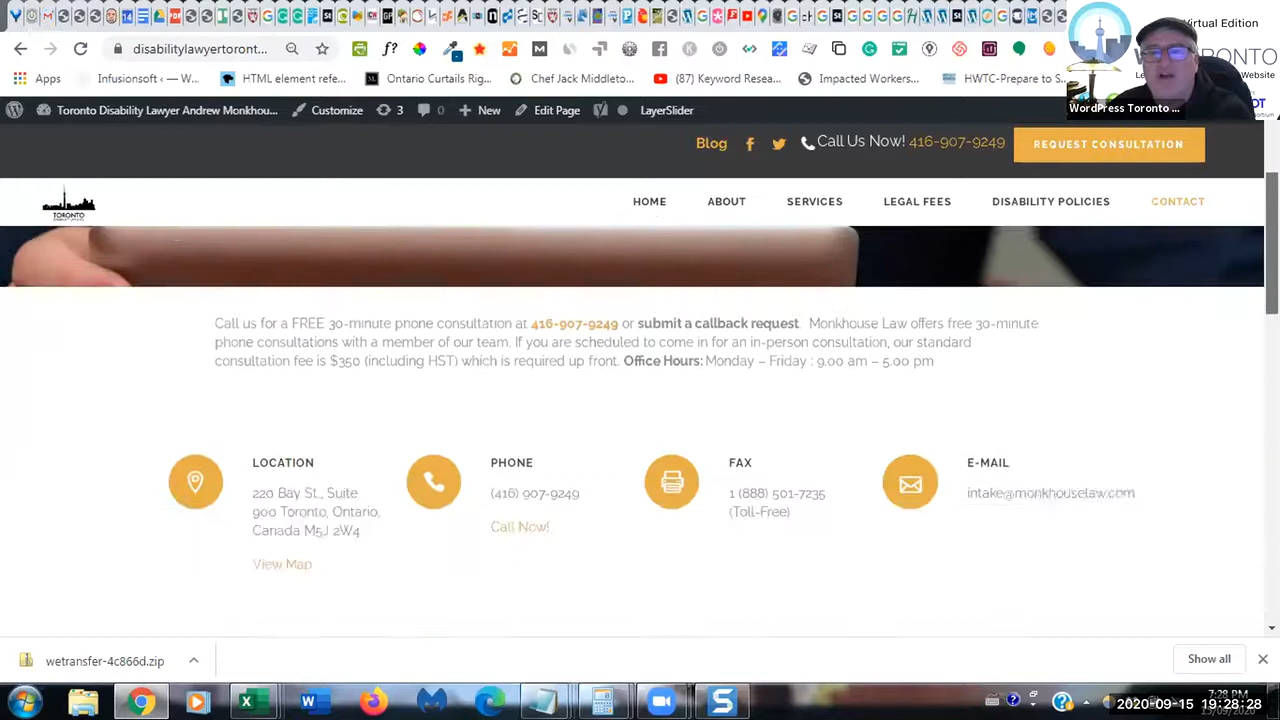 disabilitylawyertoront...
Virtual Edition
TORONTO
Website
Apps
Infusionsoft ‹ — W...
HTML element refe...
Ontario Curtails Rig...
Chef Jack Middleto...
(87) Keyword Resea...
Impacted Workers...
HWTC-Prepare to S...
WordPress Toronto ...
Toronto Disability Lawyer Andrew Monkhou...
Customize
3
0
New
Edit Page
LayerSlider
Blog
Call Us Now! 416-907-9249
REQUEST CONSULTATION
TORONTO
HOME
ABOUT
SERVICES
LEGAL FEES
DISABILITY POLICIES
CONTACT
Call us for a FREE 30-minute phone consultation at 416-907-9249 or submit a callback request. Monkhouse Law offers free 30-minute
phone consultations with a member of our team. If you are scheduled to come in for an in-person consultation, our standard
consultation fee is $350 (including HST) which is required up front. Office Hours: Monday – Friday : 9.00 am – 5.00 pm
LOCATION
220 Bay St., Suite
900 Toronto, Ontario,
Canada M5J 2W4
View Map
PHONE
(416) 907-9249
Call Now!
FAX
1 (888) 501-7235
(Toll-Free)
E-MAIL
intake@monkhouselaw.com
wetransfer-4c866d.zip
Show all
7:28 PM
2020-09-15 19:28:28